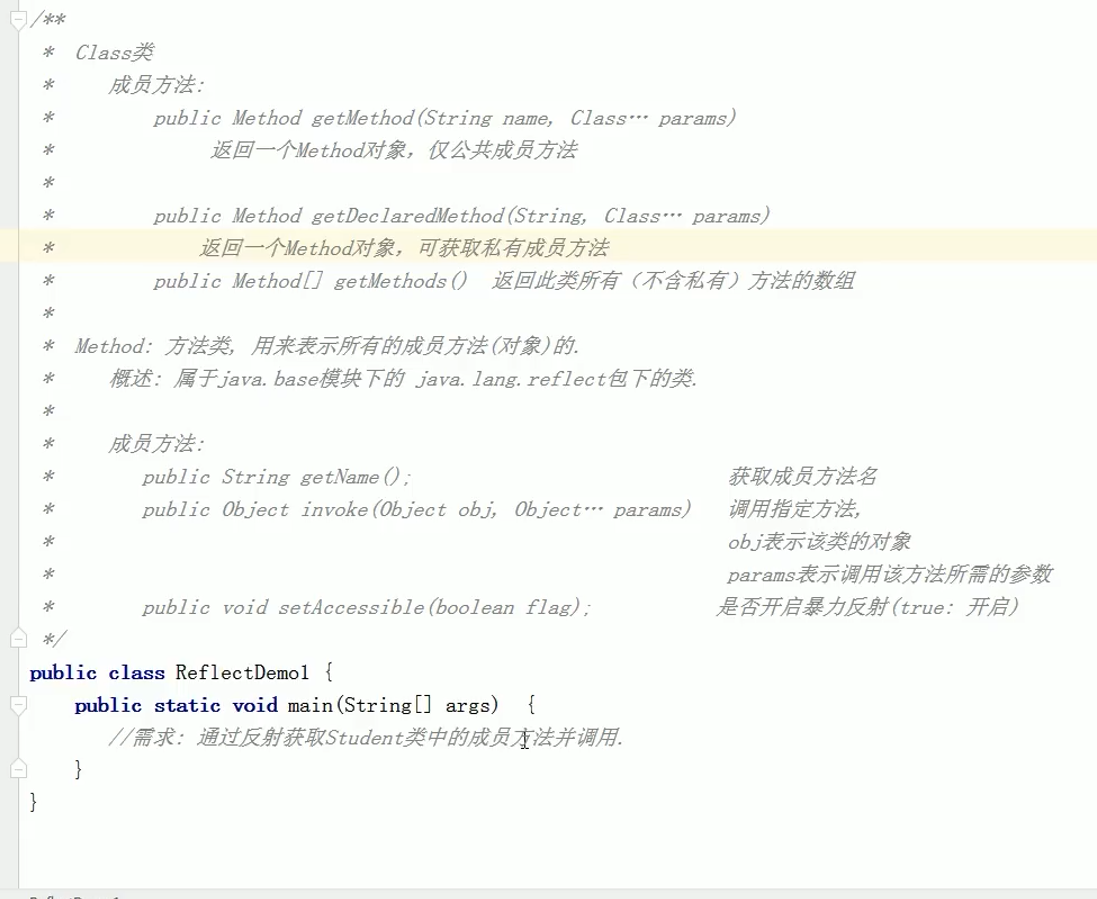 /**
 * Class类
 * 成员方法:
 * public Method getMethod(String name, Class… params)
 * 返回一个Method对象, 仅公共成员方法
 *
 * public Method getDeclaredMethod(String, Class… params)
 * 返回一个Method对象, 可获取私有成员方法
 * public Method[] getMethods() 返回此类所有（不含私有）方法的数组
 *
 * Method: 方法类, 用来表示所有的成员方法(对象)的.
 * 概述: 属于java.base模块下的 java.lang.reflect包下的类.
 *
 * 成员方法:
 * public String getName(); 获取成员方法名
 * public Object invoke(Object obj, Object… params) 调用指定方法,
 * obj表示该类的对象
 * params表示调用该方法所需的参数
 * public void setAccessible(boolean flag); 是否开启暴力反射(true: 开启)
 */
public class ReflectDemo1 {
public static void main(String[] args) {
//需求: 通过反射获取Student类中的成员方法并调用.
}
}